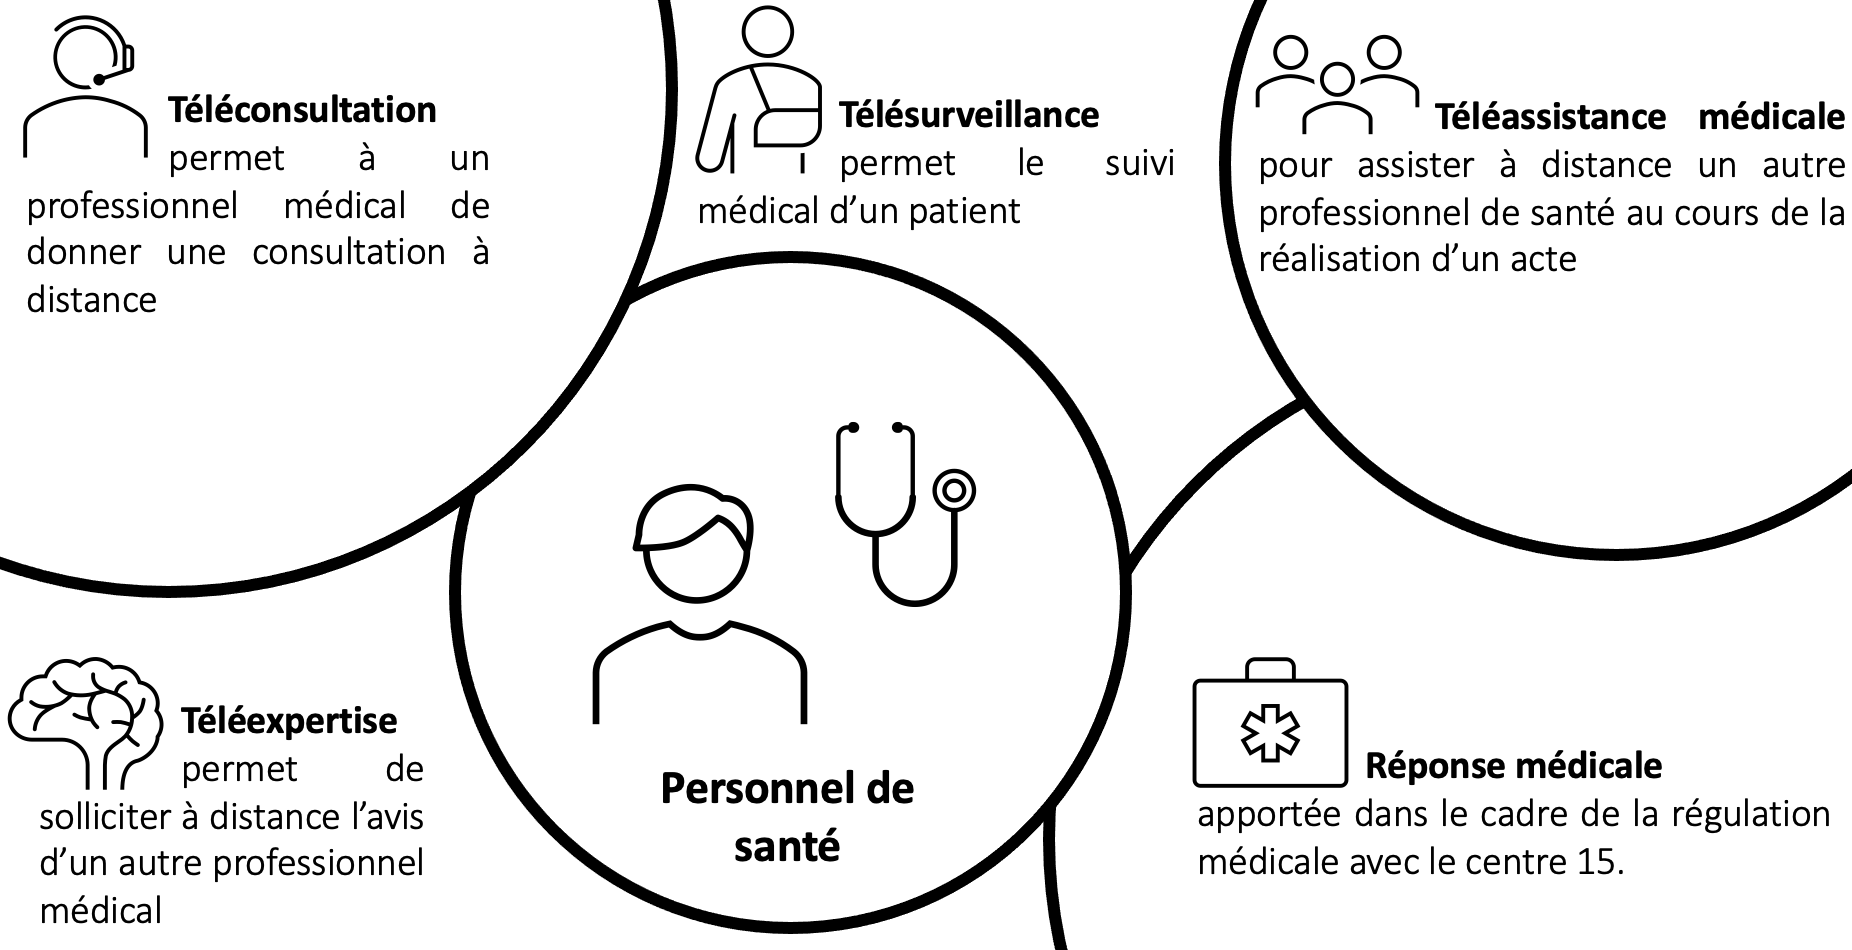 Téléconsultation
permet à un
professionnel médical de
donner une consultation à
distance
Télésurveillance
permet le suivi
médical d’un patient
Téléassistance médicale
pour assister à distance un autre
professionnel de santé au cours de la
réalisation d’un acte
Personnel de
santé
Téléexpertise
permet de
solliciter à distance l’avis
d’un autre professionnel
médical
Réponse médicale
apportée dans le cadre de la régulation
médicale avec le centre 15.